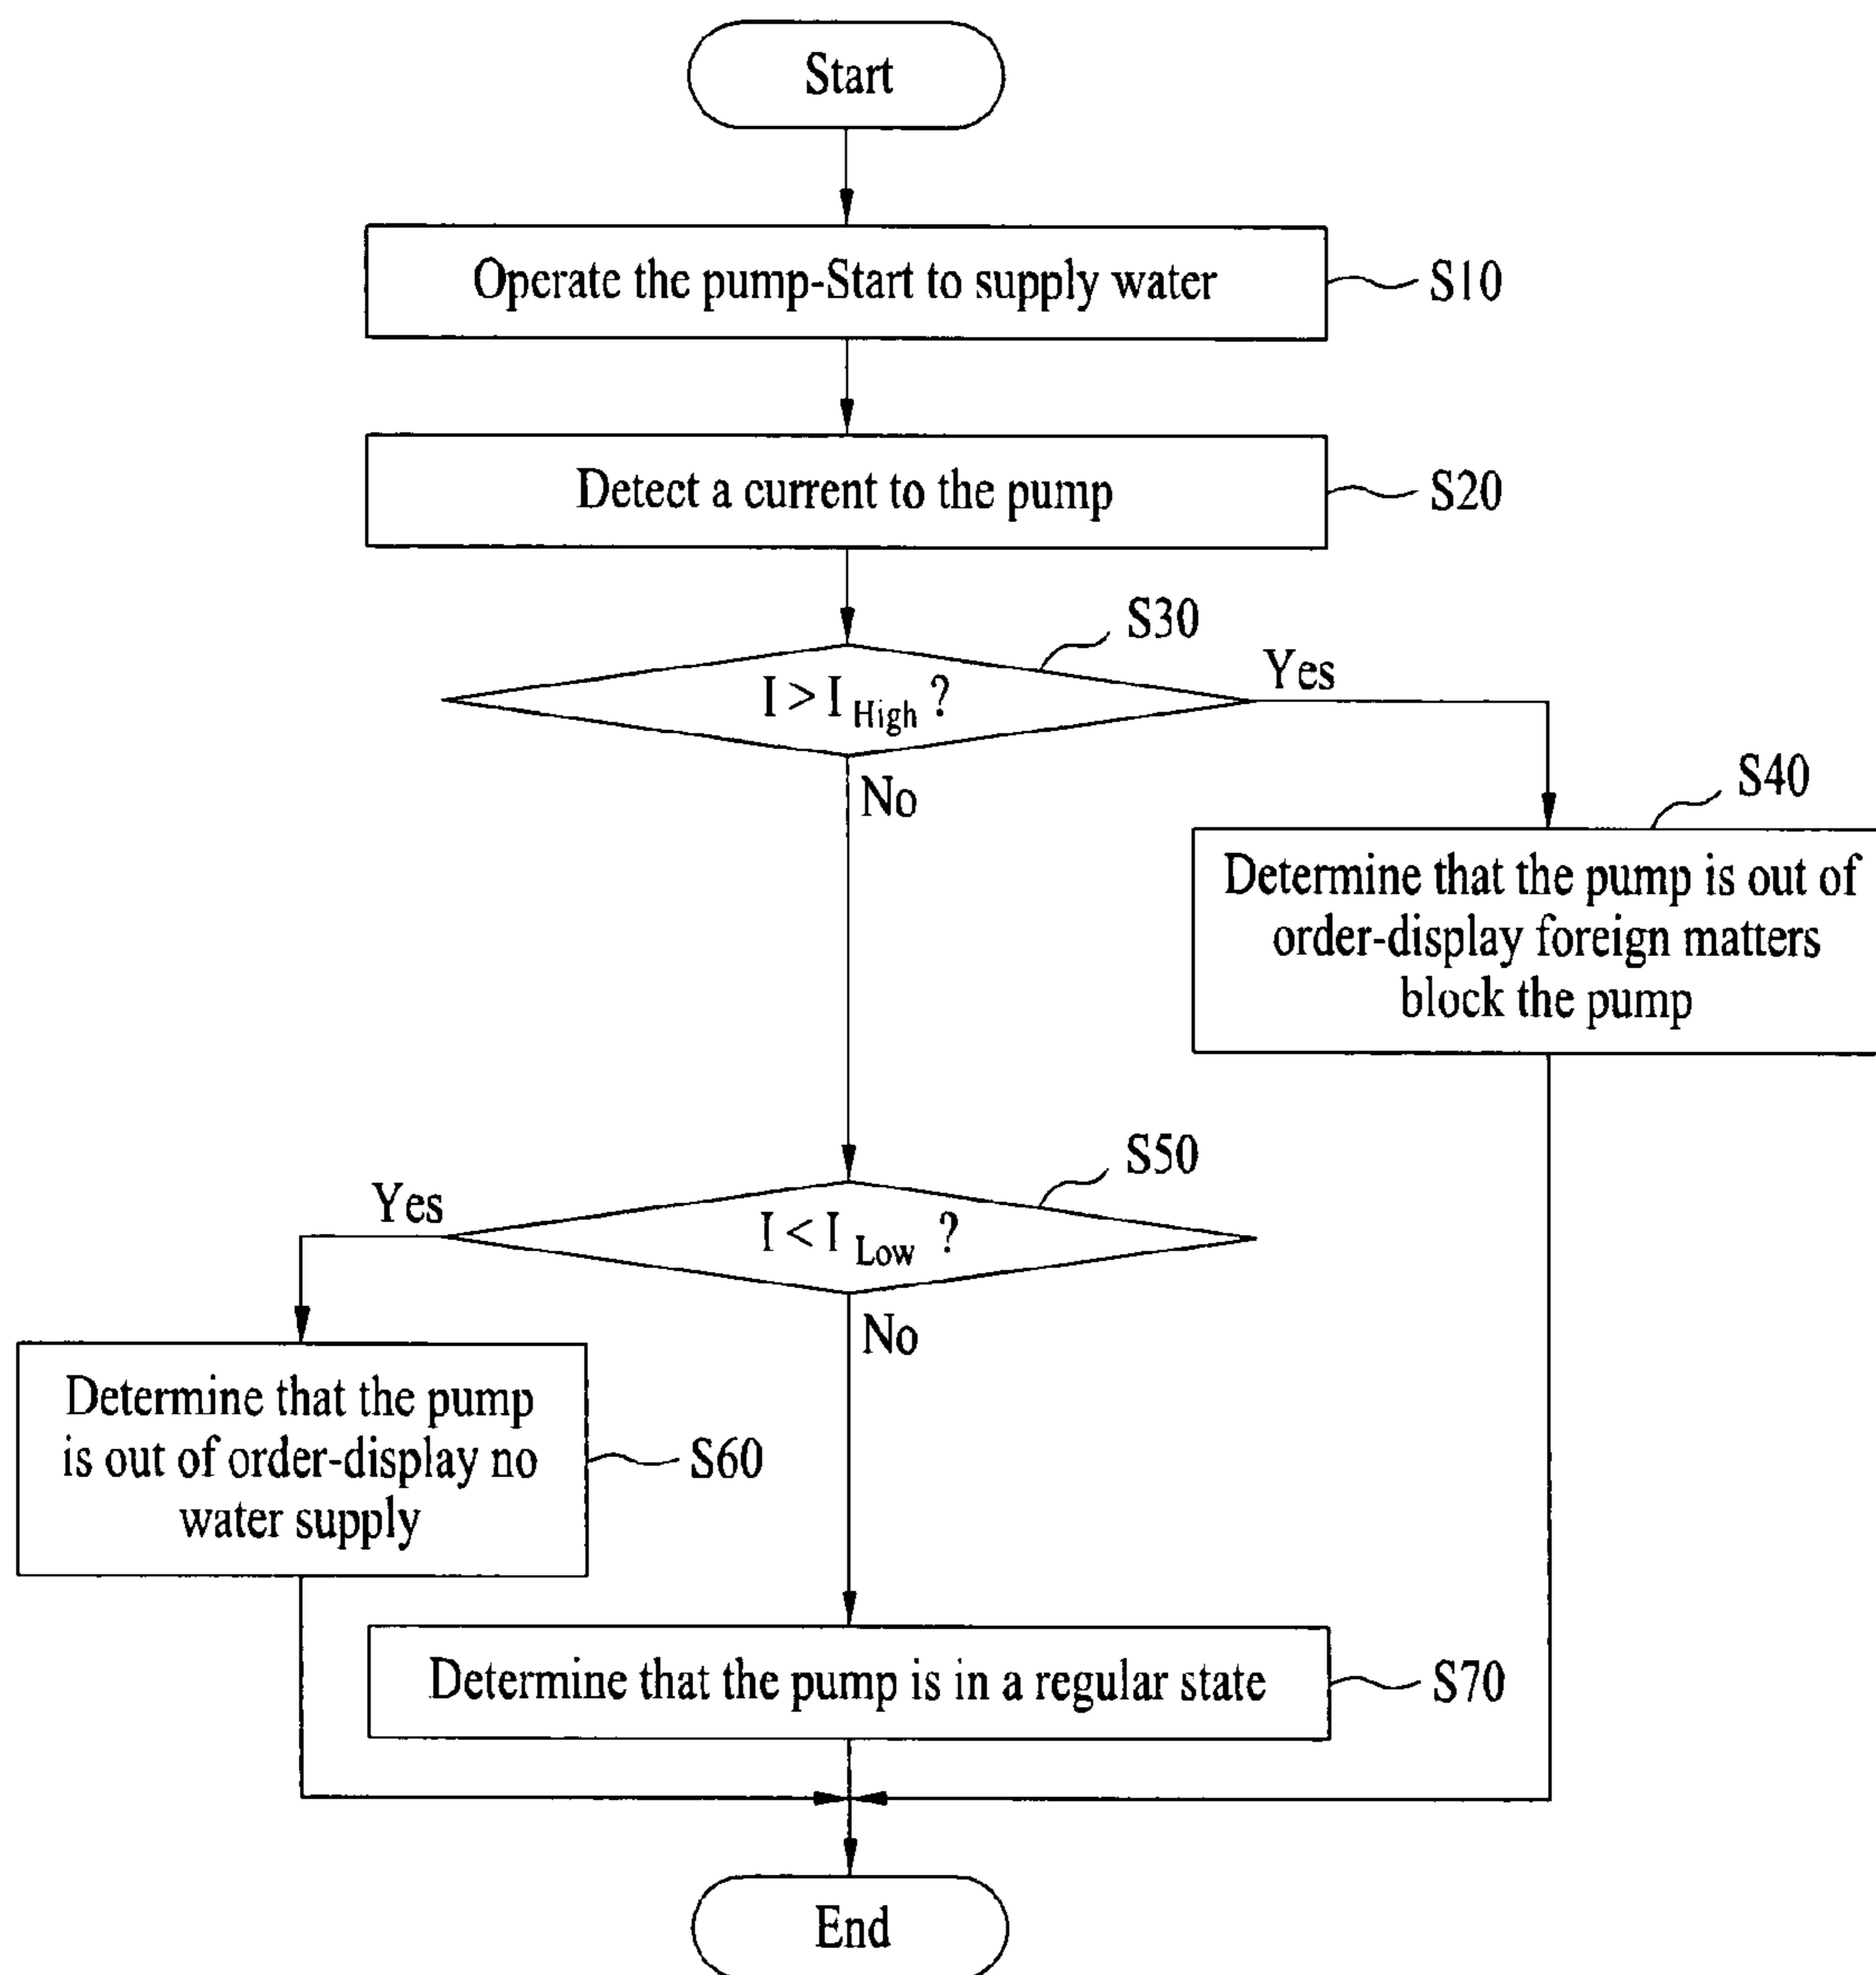 Start
Operate the pump-Start to supply water
S10
Detect a current to the pump
S20
S30
I > I High ?
Yes
No
S40
Determine that the pump is out of
order-display foreign matters
block the pump
S50
I < I Low ?
Yes
No
Determine that the pump
is out of order-display no
water supply
S60
Determine that the pump is in a regular state
S70
End